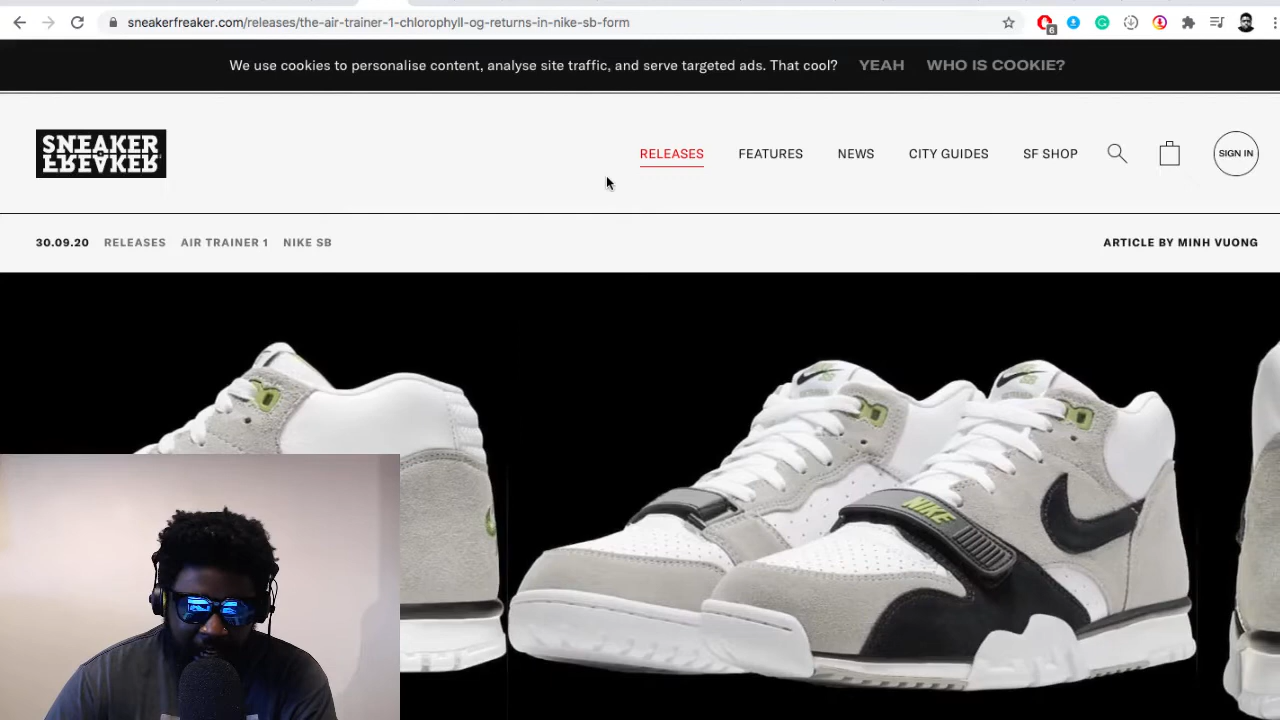 sneakerfreaker.com/releases/the-air-trainer-1-chlorophyll-og-returns-in-nike-sb-form
6
We use cookies to personalise content, analyse site traffic, and serve targeted ads. That cool? YEAH WHO IS COOKIE?
SNEAKER
FREAKER
RELEASES FEATURES NEWS CITY GUIDES SF SHOP SIGN IN
30.09.20 RELEASES AIR TRAINER 1 NIKE SB ARTICLE BY MINH VUONG
NIKE